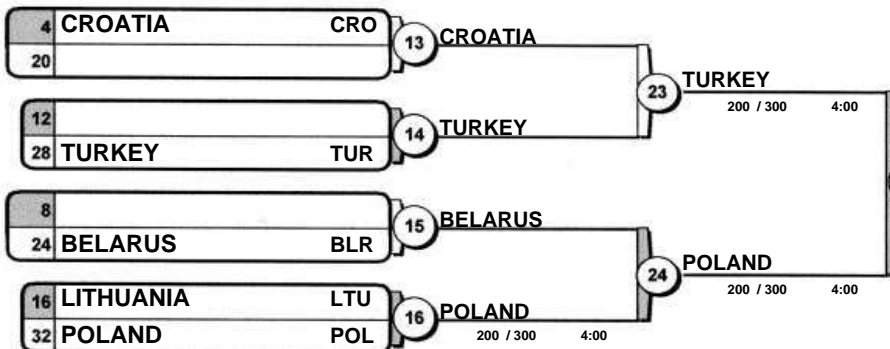 4 CROATIA CRO
20
13 CROATIA
12
28 TURKEY TUR
14 TURKEY
23 TURKEY
200 / 300 4:00
8
24 BELARUS BLR
15 BELARUS
16 LITHUANIA LTU
32 POLAND POL
16 POLAND
200 / 300 4:00
24 POLAND
200 / 300 4:00